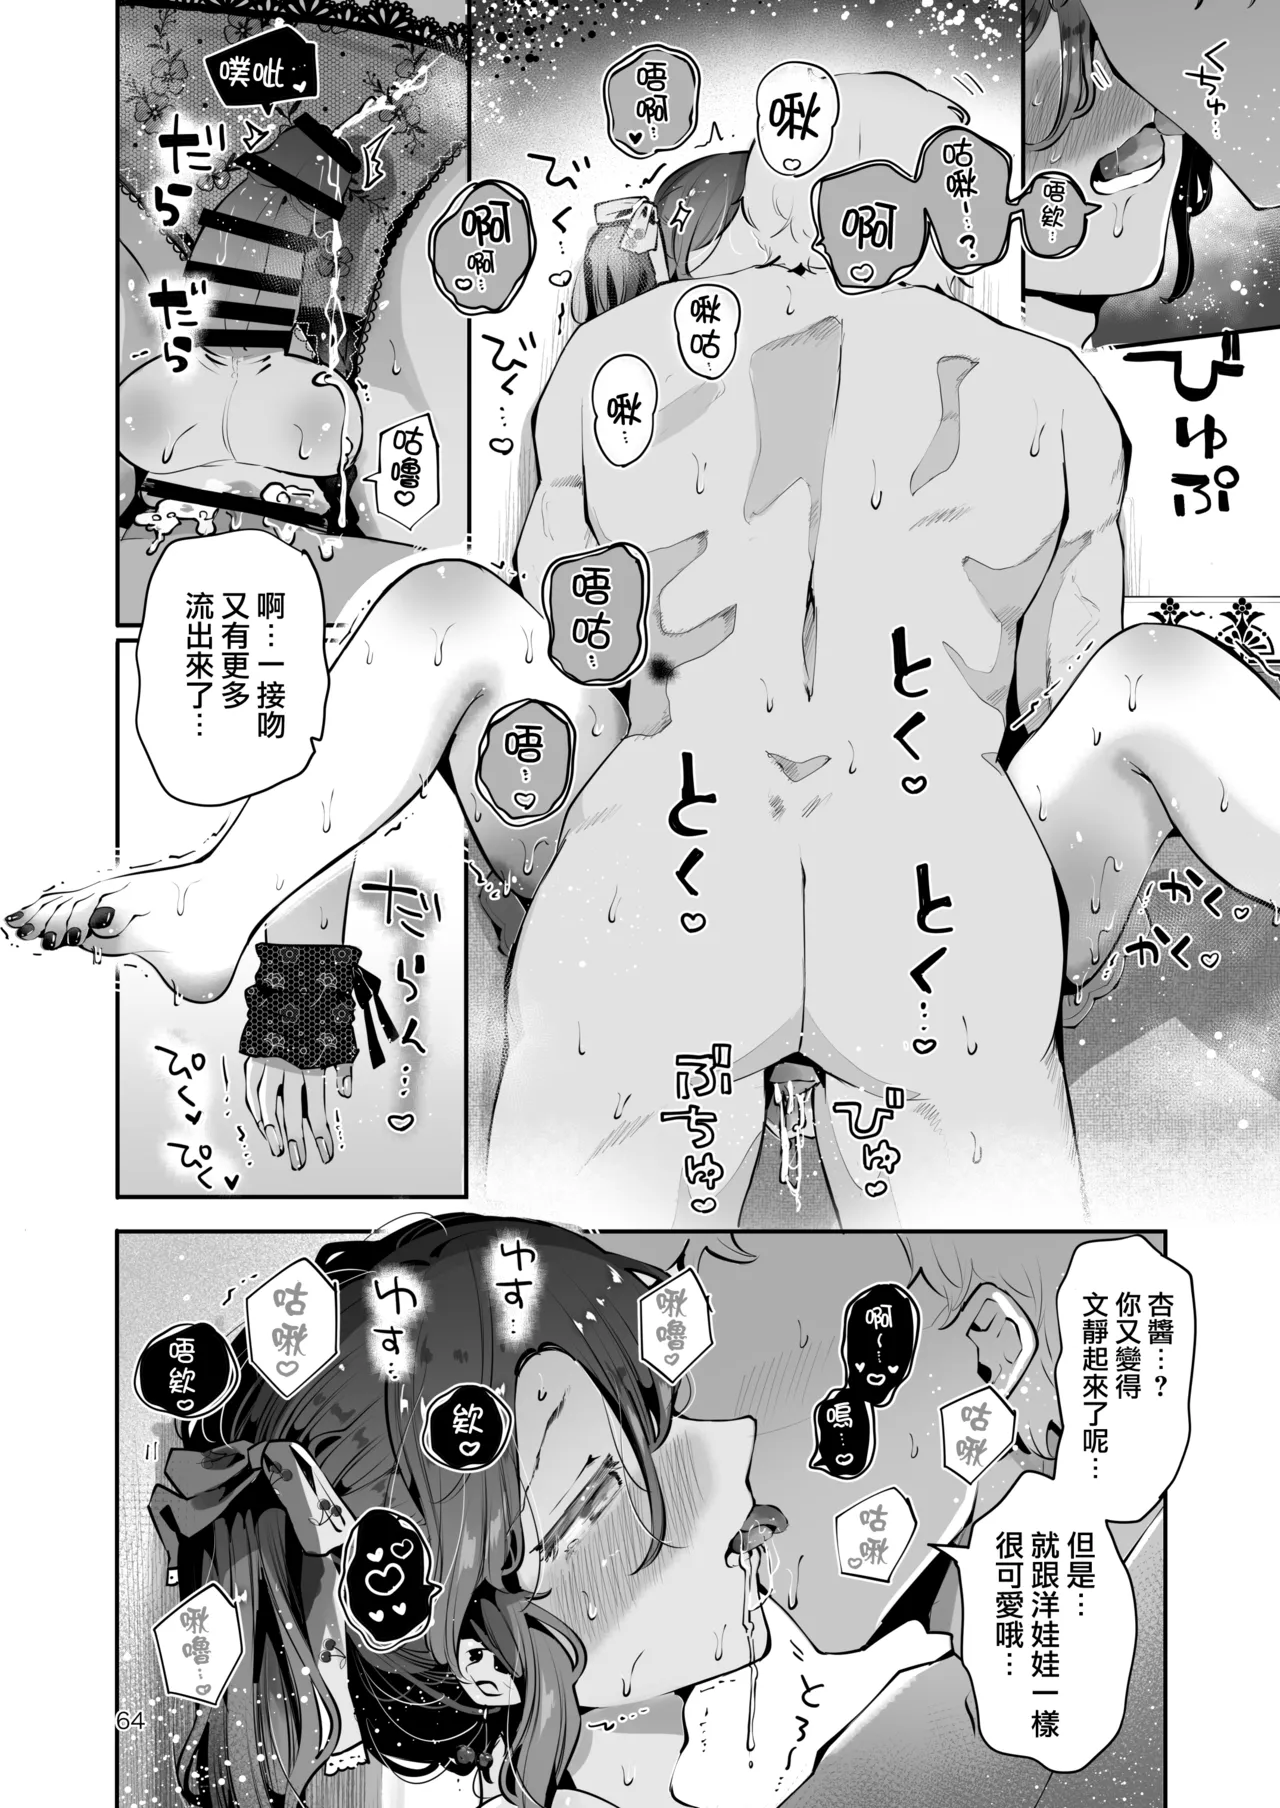 くちゅ
唔欸…
咕啾…？
啊
♡
啾
♡
唔啊…
♡
啊啊…
♡
啾咕…
♡
啾…
♡
びく
びく…
♡
びゅぷ
噗呲
♡
だら
だら
咕嚕
♡
啊…一接吻
又有更多
流出來了…
唔咕…
♡
唔…
♡
とく…
♡
とく
♡
とく…
♡
かく
かく
♡
だらん…
♡
ぴく
ぴく
♡
ぶちゅ
♡
びゅ
♡
杏醬…？
你又變得
文靜起來了呢…
但是…
就跟洋娃娃一樣
很可愛哦…
啊～…
♡
嗚…
♡
咕啾
♡
咕啾
♡
啾嚕
♡
ゆす…
ゆす…
咕啾
♡
唔欸
♡
欸
♡
啾嚕…
♡
とろ～
64